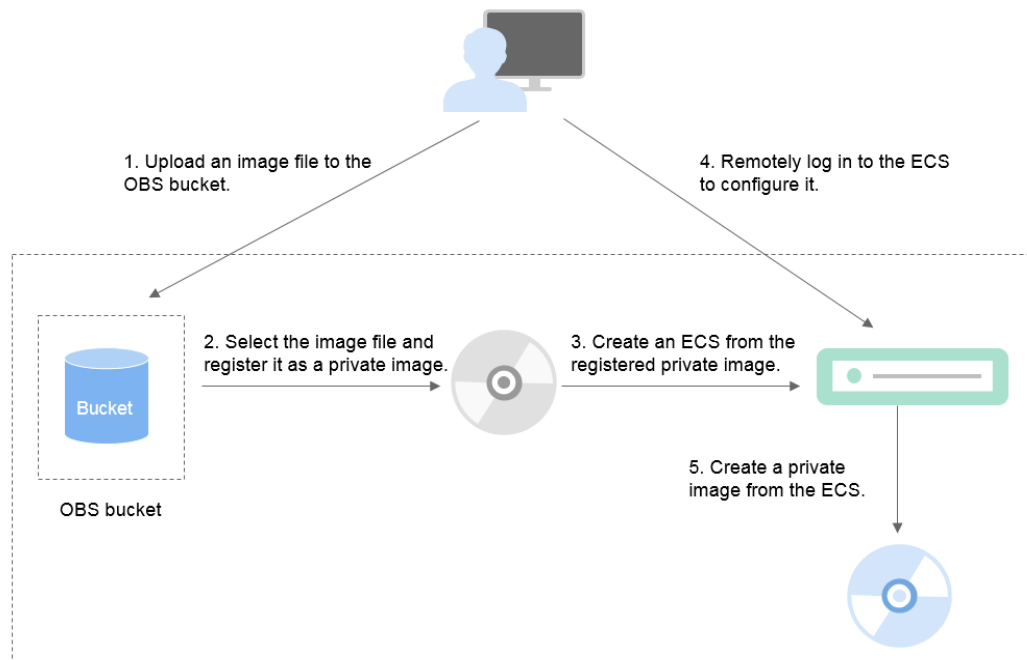 1. Upload an image file to the
OBS bucket.
4. Remotely log in to the ECS
to configure it.
2. Select the image file and
register it as a private image.
3. Create an ECS from the
registered private image.
Bucket
5. Create a private
image from the ECS.
OBS bucket